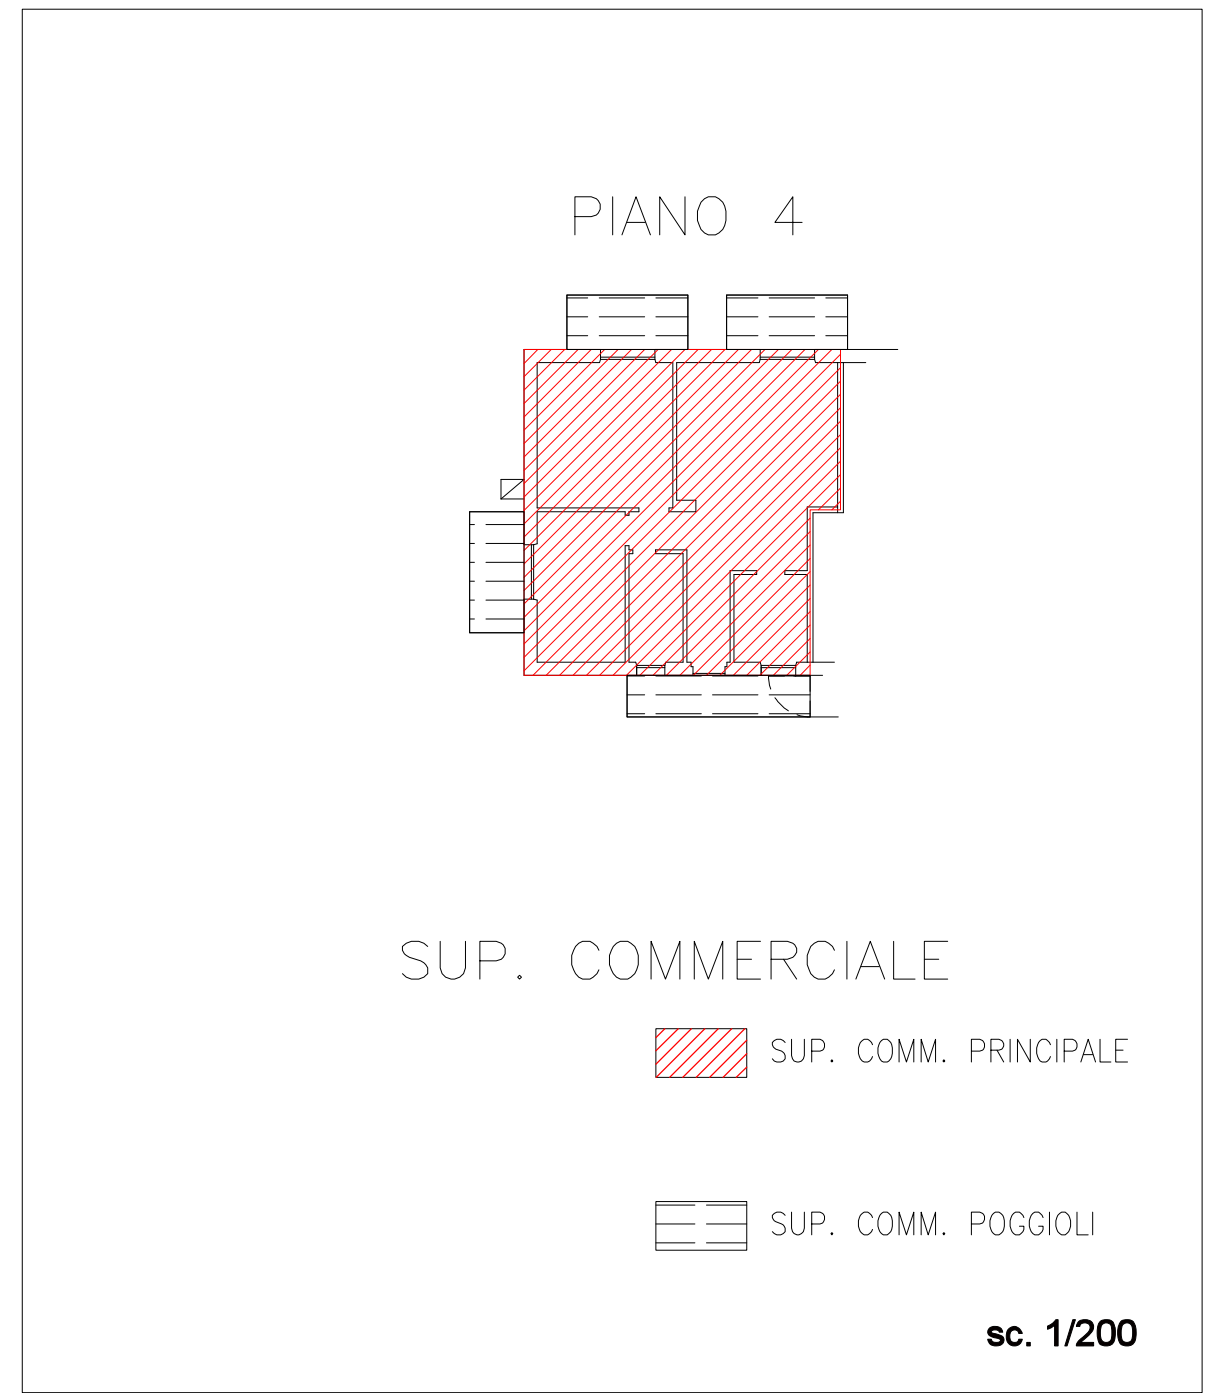 PIANO 4
SUP. COMMERCIALE
SUP. COMM. PRINCIPALE
SUP. COMM. POGGIOLI
sc. 1/200